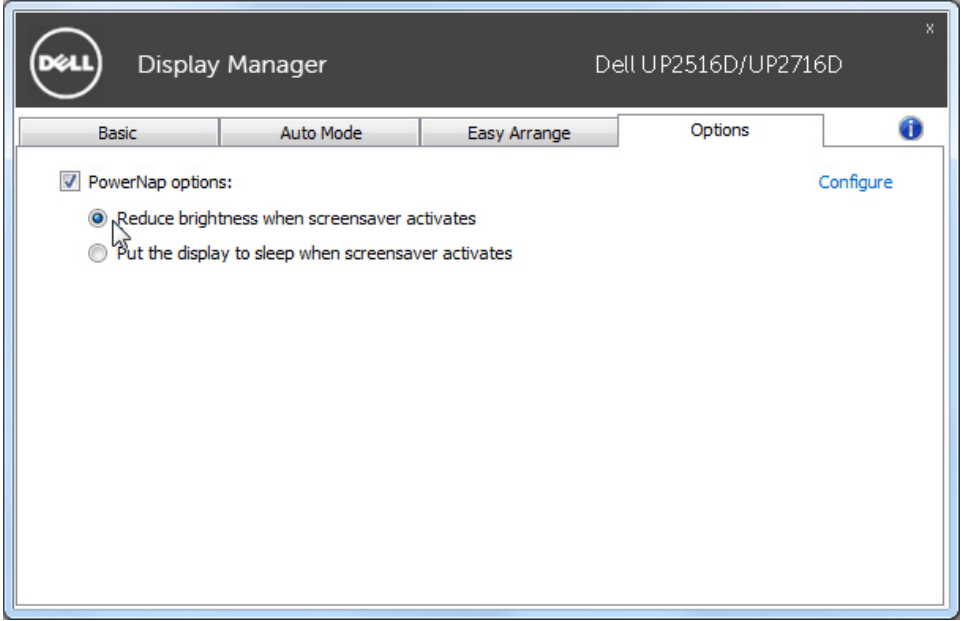 x
DELL Display Manager Dell UP2516D/UP2716D
Basic Auto Mode Easy Arrange Options i
PowerNap options: Configure
Reduce brightness when screensaver activates
Put the display to sleep when screensaver activates